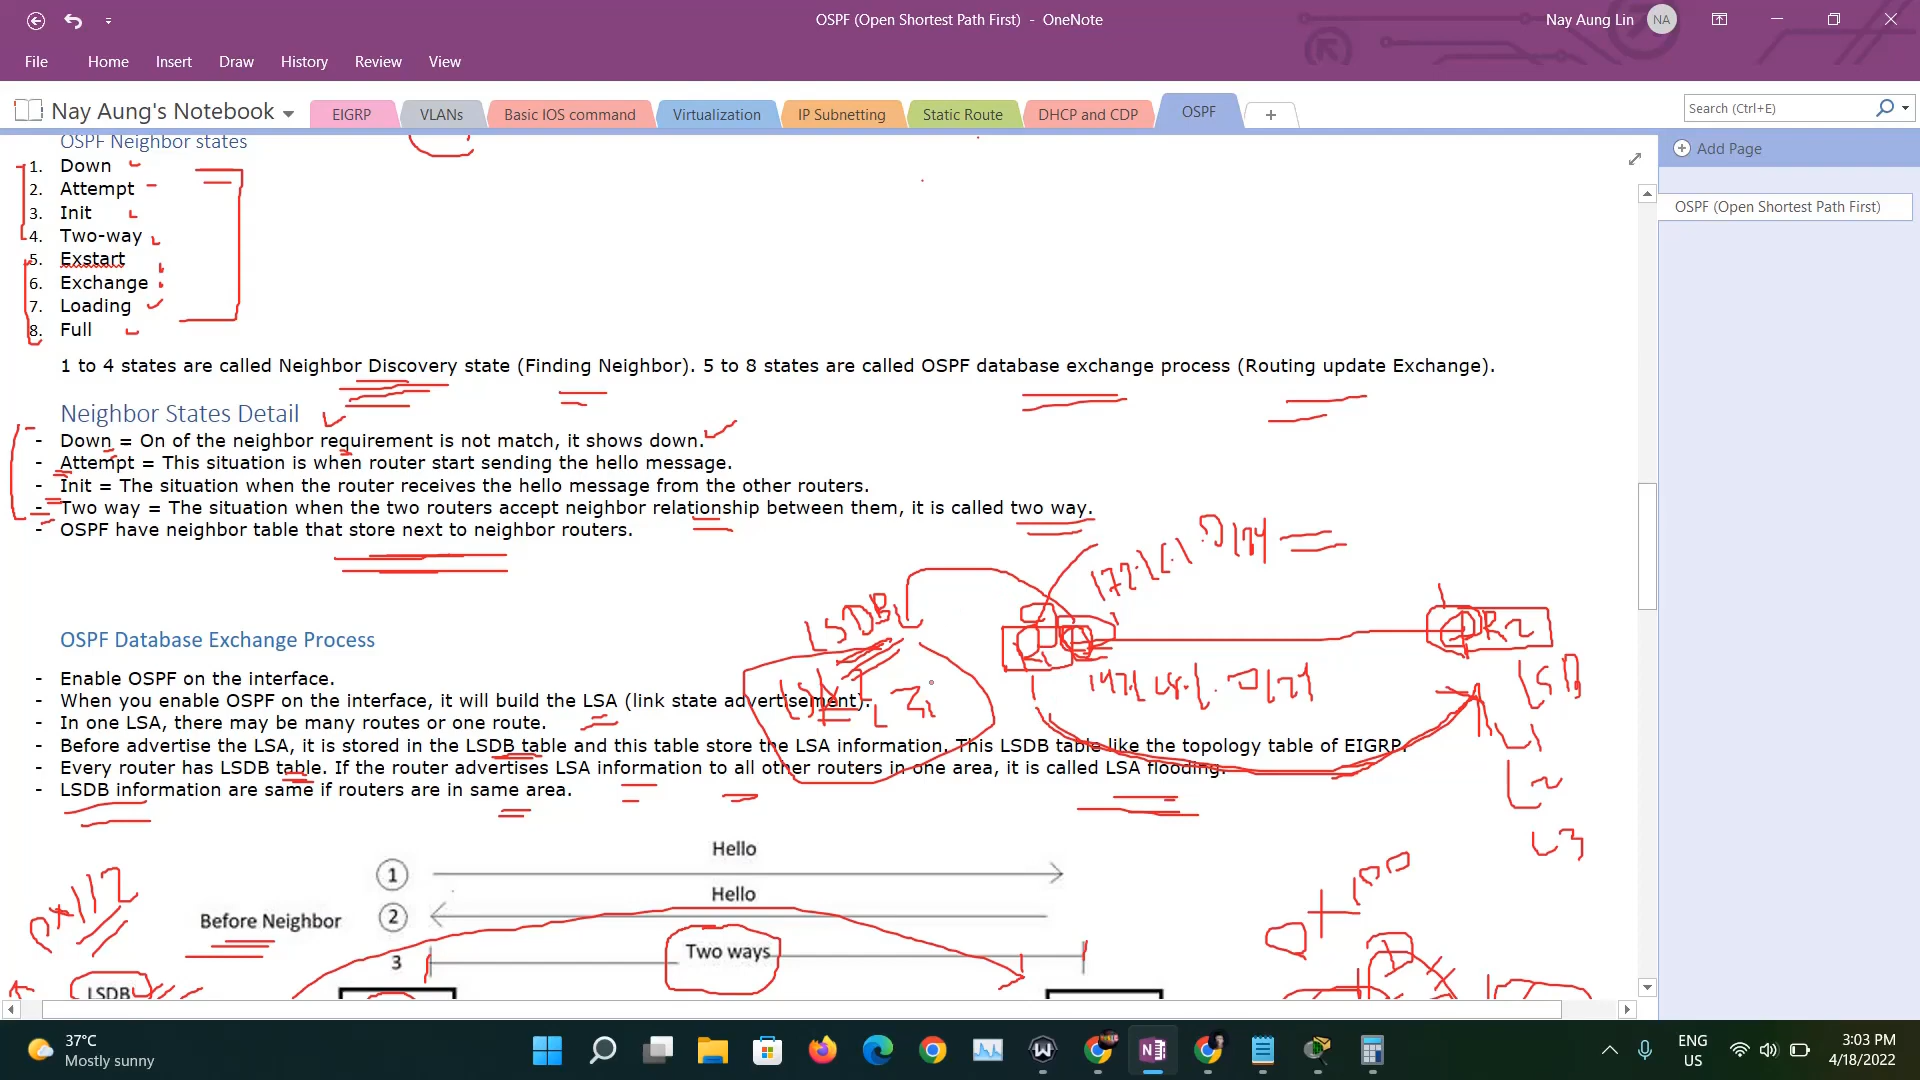 OSPF (Open Shortest Path First) - OneNote
Nay Aung Lin
NA
File
Home
Insert
Draw
History
Review
View
Nay Aung's Notebook
EIGRP
VLANs
Basic IOS command
Virtualization
IP Subnetting
Static Route
DHCP and CDP
OSPF
+
Search (Ctrl+E)
Add Page
OSPF (Open Shortest Path First)
OSPF Neighbor states
1. Down
2. Attempt
3. Init
4. Two-way
5. Exstart
6. Exchange
7. Loading
8. Full
1 to 4 states are called Neighbor Discovery state (Finding Neighbor). 5 to 8 states are called OSPF database exchange process (Routing update Exchange).
Neighbor States Detail
- Down = On of the neighbor requirement is not match, it shows down.
- Attempt = This situation is when router start sending the hello message.
- Init = The situation when the router receives the hello message from the other routers.
- Two way = The situation when the two routers accept neighbor relationship between them, it is called two way.
- OSPF have neighbor table that store next to neighbor routers.
LSDB
R2
OSPF Database Exchange Process
- Enable OSPF on the interface.
- When you enable OSPF on the interface, it will build the LSA (link state advertisement).
- In one LSA, there may be many routes or one route.
- Before advertise the LSA, it is stored in the LSDB table and this table store the LSA information. This LSDB table like the topology table of EIGRP.
- Every router has LSDB table. If the router advertises LSA information to all other routers in one area, it is called LSA flooding.
- LSDB information are same if routers are in same area.
L3
Hello
1
Hello
Before Neighbor
2
3
Two ways
LSDB
37°C
Mostly sunny
ENG
US
3:03 PM
4/18/2022